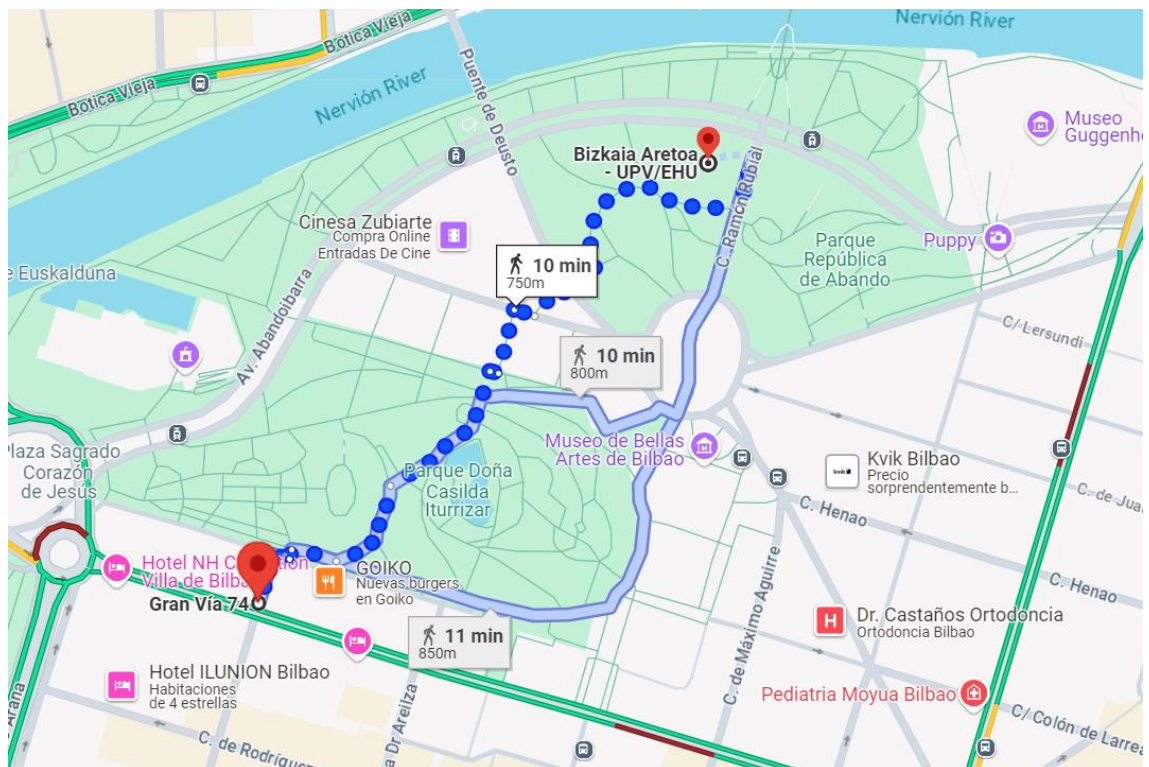 Nervión River
Botica Vieja
Botica Vieja
Nervión River
Puente de Deusto
Museo
Guggenh
Bizkaia Aretoa
- UPV/EHU
C. Ramón Rubial
Cinesa Zubiarte
Compra Online
Entradas De Cine
Puppy
Parque
República
de Abando
e Euskalduna
10 min
750m
Av. Abandoibarra
C/ Lersundi
10 min
800m
Museo de Bellas
Artes de Bilbao
Plaza Sagrado
Corazón
de Jesús
Kvik Bilbao
Precio
sorprendentemente b...
Parque Doña
Casilda
Iturrizar
C. de Jua
C. Henao
Hotel NH C
tion
Villa de Bilba
GOIKO
Nuevas burgers
en Goiko
C. Henao
Gran Vía 74
C. de Máximo Aguirre
Dr. Castaños Ortodoncia
Ortodoncia Bilbao
11 min
850m
Hotel ILUNION Bilbao
Habitaciones
de 4 estrellas
Pediatria Moyua Bilbao
Arana
a Dr Areilza
C/ Colón de Larrea
C. de Rodríguez